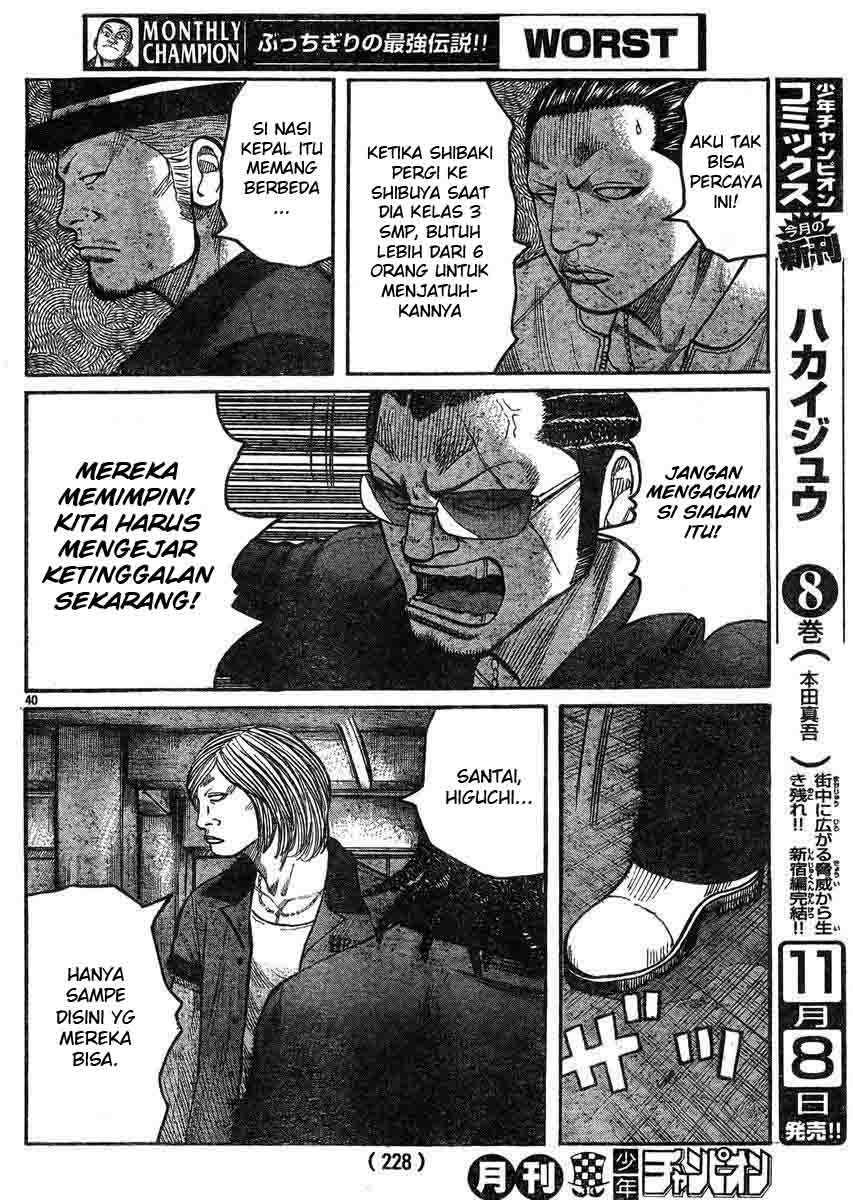 MONTHLY
CHAMPION
ぶっちぎりの最強伝説!!
WORST
AKU TAK
BISA
PERCAYA
INI!
KETIKA SHIBAKI
PERGI KE
SHIBUYA SAAT
DIA KELAS 3
SMP, BUTUH
LEBIH DARI 6
ORANG UNTUK
MENJATUH-
KANNYA
SI NASI
KEPAL ITU
MEMANG
BERBEDA
...
JANGAN
MENGAGUMI
SI SIALAN
ITU!
MEREKA
MEMIMPIN!
KITA HARUS
MENGEJAR
KETINGGALAN
SEKARANG!
40
ザッ
SANTAI,
HIGUCHI...
HANYA
SAMPE
DISINI YG
MEREKA
BISA.
少年チャンピオン
コミックス
今月の
新刊
ハカイジュウ
8
巻
(本田真吾)
街中に広がる脅威から生
き残れ!! 新宿編完結!!
11
月
8
日
発売!!
(228)
月刊
少年
チャンピオン